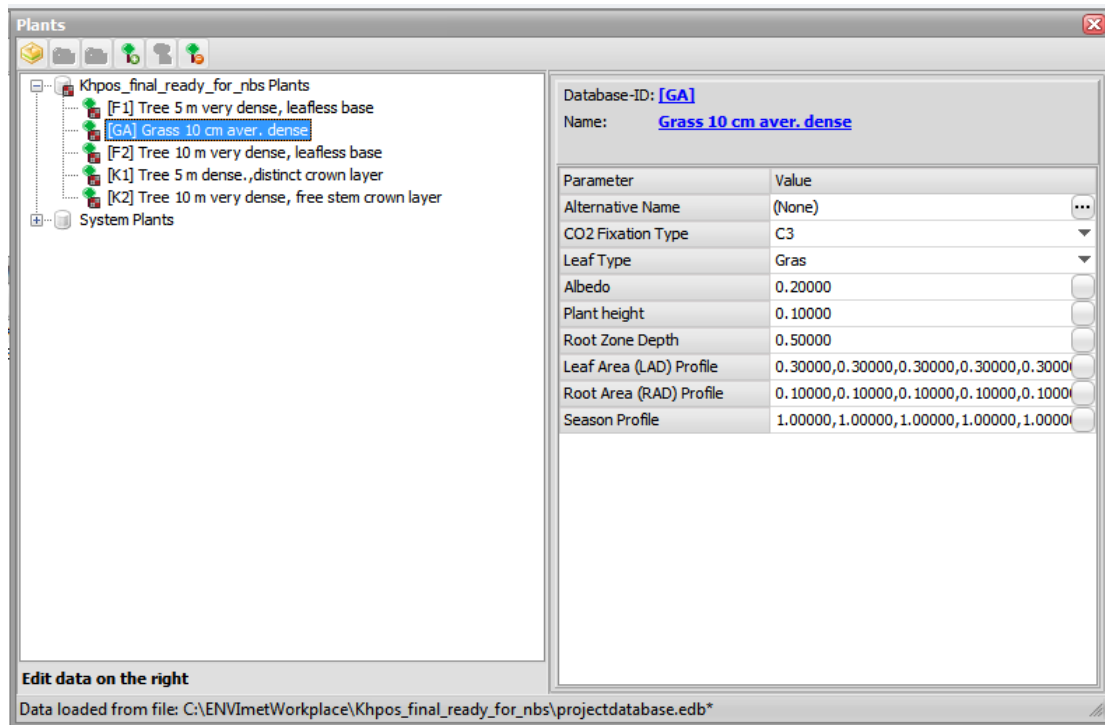 Plants
Khpos_final_ready_for_nbs Plants
[F1] Tree 5 m very dense, leafless base
[GA] Grass 10 cm aver. dense
[F2] Tree 10 m very dense, leafless base
[K1] Tree 5 m dense.,distinct crown layer
[K2] Tree 10 m very dense, free stem crown layer
System Plants
Edit data on the right
Database-ID: [GA]
Name: Grass 10 cm aver. dense
Parameter Value
Alternative Name (None) ...
CO2 Fixation Type C3
Leaf Type Gras
Albedo 0.20000
Plant height 0.10000
Root Zone Depth 0.50000
Leaf Area (LAD) Profile 0.30000,0.30000,0.30000,0.30000,0.3000
Root Area (RAD) Profile 0.10000,0.10000,0.10000,0.10000,0.1000
Season Profile 1.00000,1.00000,1.00000,1.00000,1.0000
Data loaded from file: C:\ENVImetWorkplace\Khpos_final_ready_for_nbs\projectdatabase.edb*